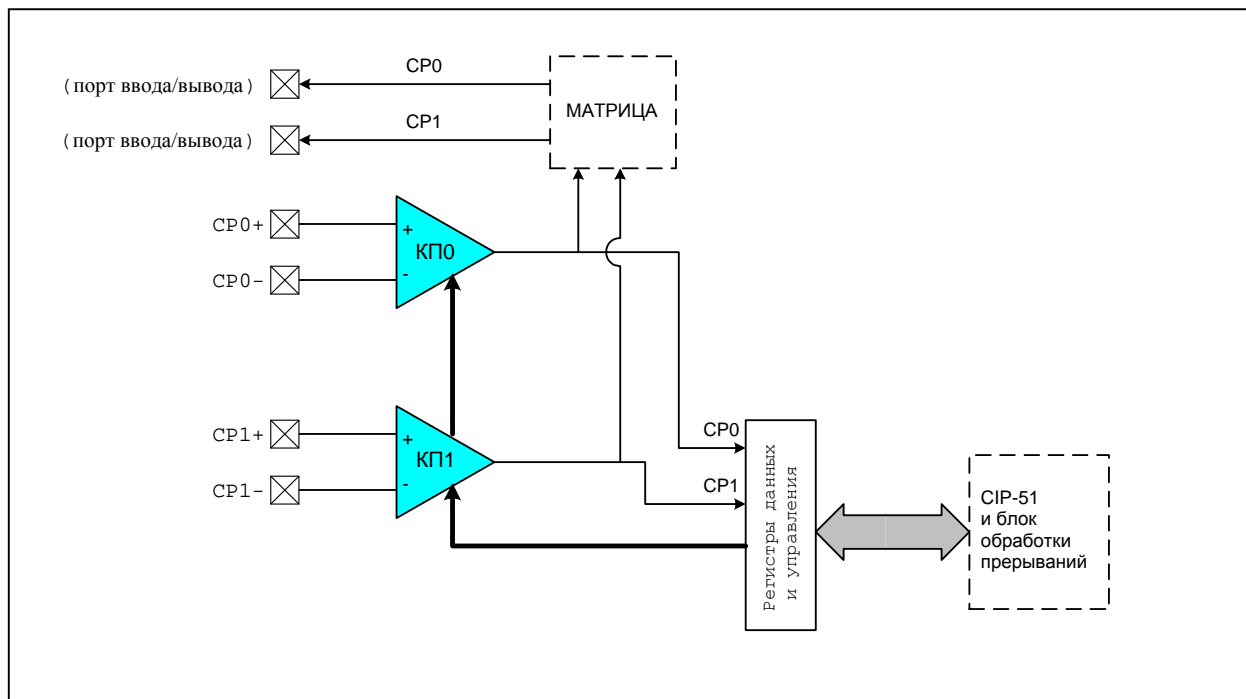 (порт ввода/вывода)
CP0
МАТРИЦА
(порт ввода/вывода)
CP1
CP0+
CP0-
+
КП0
-
CP1+
CP1-
+
КП1
-
CP0
CP1
Регистры данных
и управления
CIP-51
и блок
обработки
прерываний